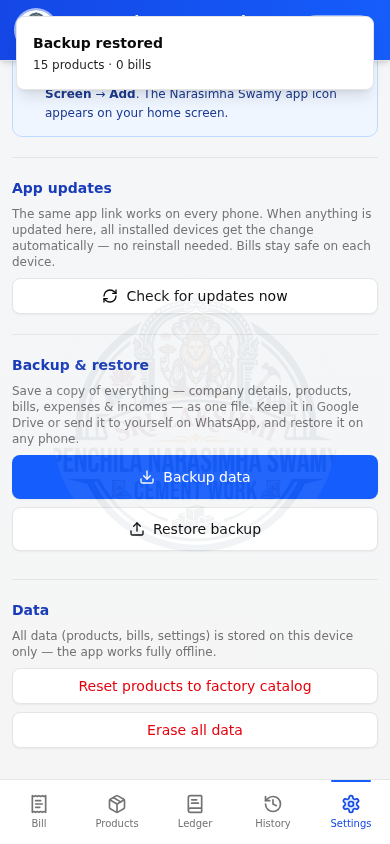 Backup restored
15 products · 0 bills
Screen → Add. The Narasimha Swamy app icon
appears on your home screen.
App updates
The same app link works on every phone. When anything is
updated here, all installed devices get the change
automatically — no reinstall needed. Bills stay safe on each
device.
Check for updates now
Backup & restore
Save a copy of everything — company details, products,
bills, expenses & incomes — as one file. Keep it in Google
Drive or send it to yourself on WhatsApp, and restore it on
any phone.
PENCHILA NARASIMHA SWAMY
Backup data
CEMENT WORK
Restore backup
Data
All data (products, bills, settings) is stored on this device
only — the app works fully offline.
Reset products to factory catalog
Erase all data
Bill
Products
Ledger
History
Settings